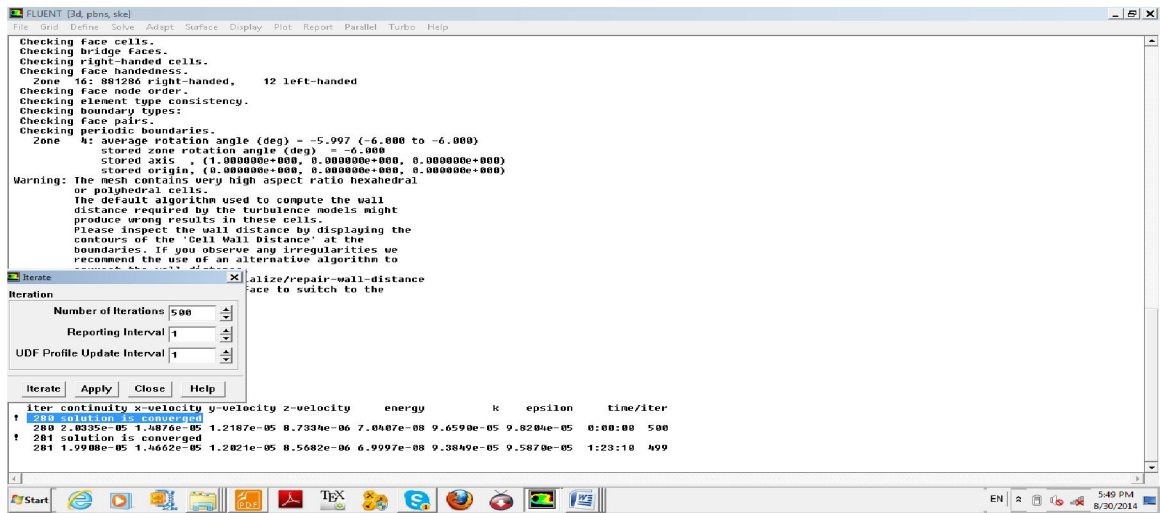 FLUENT [3d, pbns, ske]
File Grid Define Solve Adapt Surface Display Plot Report Parallel Turbo Help
Checking face cells.
Checking bridge faces.
Checking right-handed cells.
Checking face handedness.
Zone 16: 881286 right-handed, 12 left-handed
Checking face node order.
Checking element type consistency.
Checking boundary types:
Checking face pairs.
Checking periodic boundaries.
Zone 4: average rotation angle (deg) = -5.997 (-6.000 to -6.000)
stored zone rotation angle (deg) = -6.000
stored axis , (1.000000e+000, 0.000000e+000, 0.000000e+000)
stored origin, (0.000000e+000, 0.000000e+000, 0.000000e+000)
Warning: The mesh contains very high aspect ratio hexahedral
or polyhedral cells.
The default algorithm used to compute the wall
distance required by the turbulence models might
produce wrong results in these cells.
Please inspect the wall distance by displaying the
contours of the 'Cell Wall Distance' at the
boundaries. If you observe any irregularities we
recommend the use of an alternative algorithm to
alize/repair-wall-distance
face to switch to the
Iterate
Iteration
Number of Iterations 500
Reporting Interval 1
UDF Profile Update Interval 1
Iterate Apply Close Help
iter continuity x-velocity y-velocity z-velocity energy k epsilon time/iter
! 280 solution is converged
280 2.0335e-05 1.4876e-05 1.2187e-05 8.7334e-06 7.0407e-08 9.6590e-05 9.8204e-05 0:00:00 500
! 281 solution is converged
281 1.9908e-05 1.4662e-05 1.2021e-05 8.5682e-06 6.9997e-08 9.3849e-05 9.5870e-05 1:23:10 499
Start
PDF
TEX
EN
5:49 PM
8/30/2014